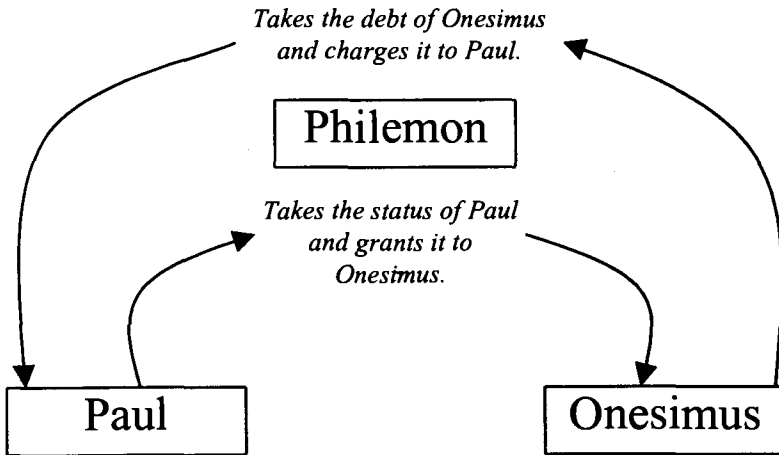 Takes the debt of Onesimus
and charges it to Paul.
Philemon
Takes the status of Paul
and grants it to
Onesimus.
Paul
Onesimus